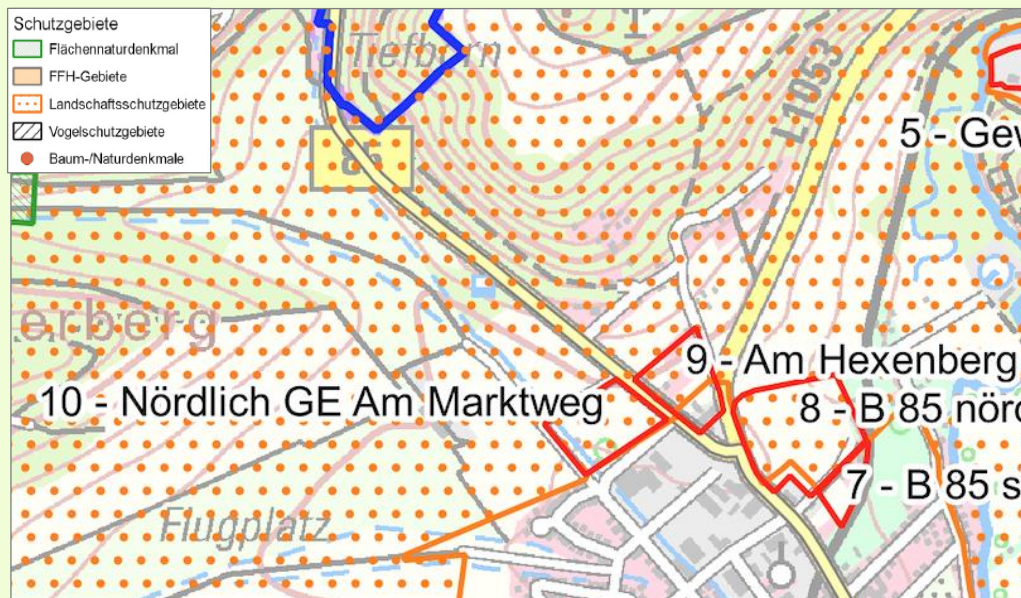 Schutzgebiete
Flächennaturdenkmal
FFH-Gebiete
Landschaftsschutzgebiete
Vogelschutzgebiete
Baum-/Naturdenkmale
Tiefborn
L1053
5 - Gew
85
erberg
9 - Am Hexenberg
10 - Nördlich GE Am Marktweg
8 - B 85 nörd
7 - B 85 s
Flugplatz